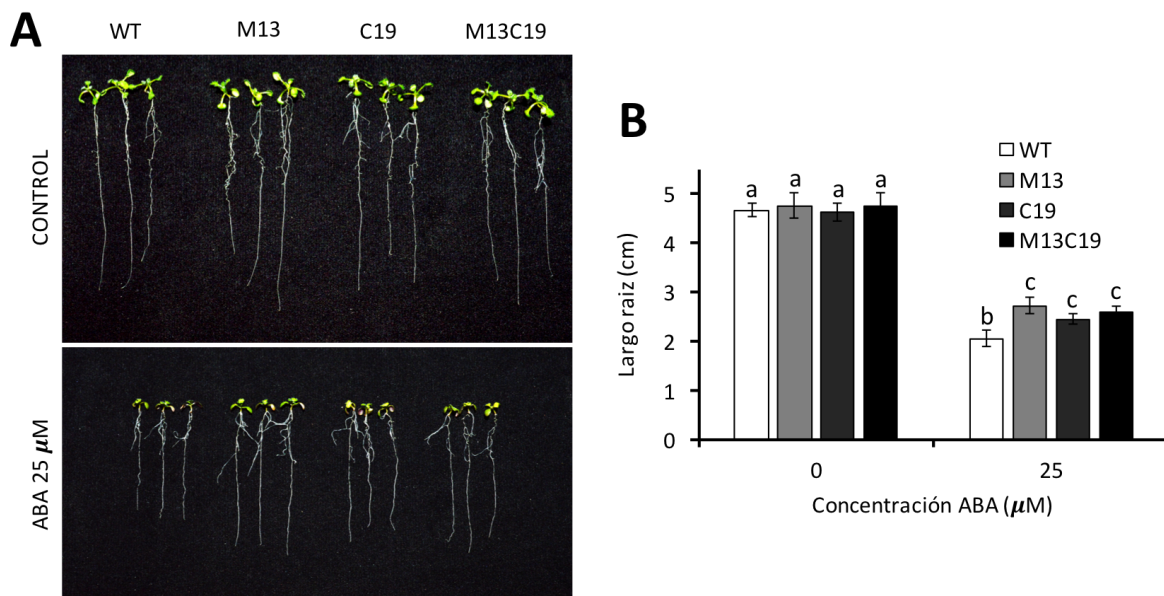 A
WT M13 C19 M13C19
CONTROL
ABA 25 µM
B
WT
M13
C19
M13C19
Largo raiz (cm)
5
4
3
2
1
0
a a a a
b c c c
0 25
Concentración ABA (µM)